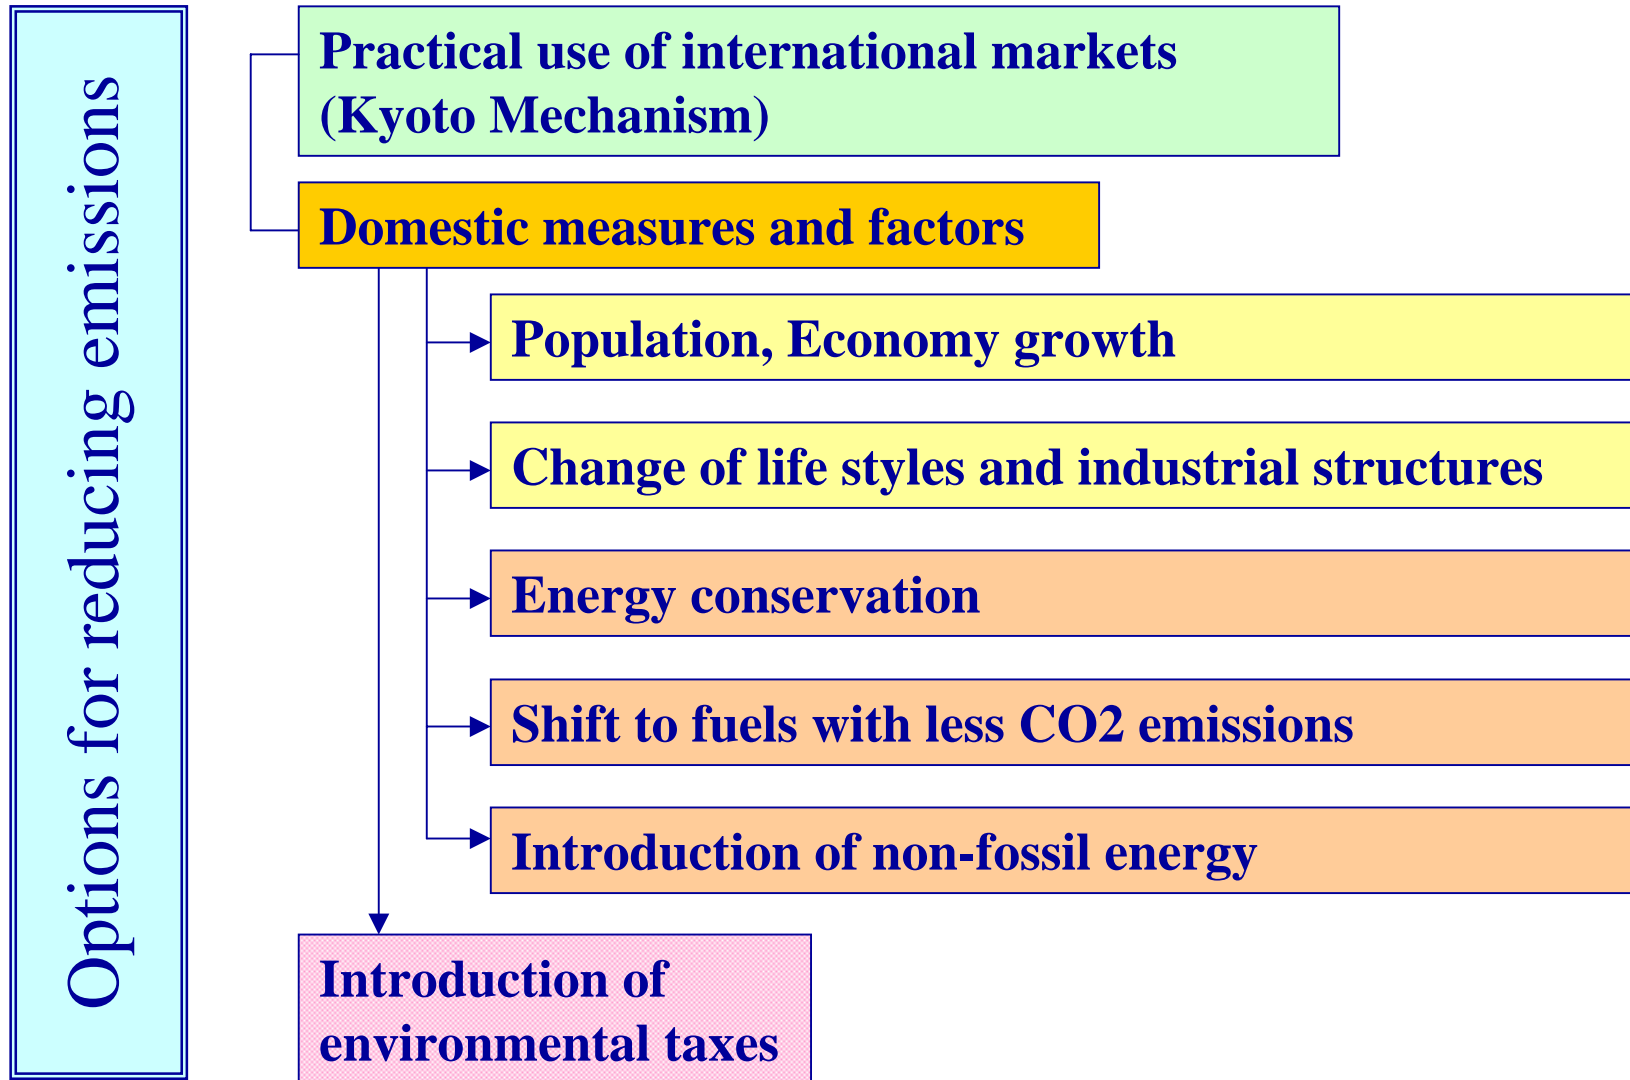 Options for reducing emissions
Practical use of international markets
(Kyoto Mechanism)
Domestic measures and factors
Population, Economy growth
Change of life styles and industrial structures
Energy conservation
Shift to fuels with less CO2 emissions
Introduction of non-fossil energy
Introduction of
environmental taxes